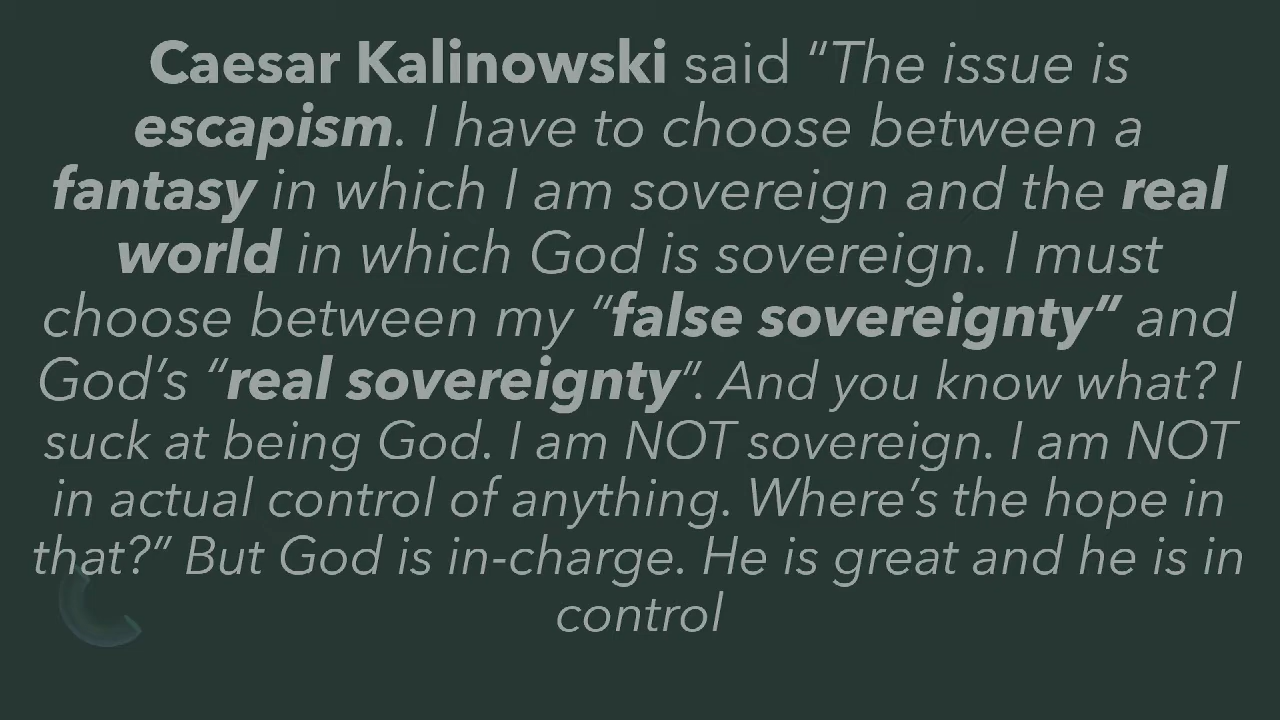 Caesar Kalinowski said “The issue is
escapism. I have to choose between a
fantasy in which I am sovereign and the real
world in which God is sovereign. I must
choose between my “false sovereignty” and
God’s “real sovereignty”. And you know what? I
suck at being God. I am NOT sovereign. I am NOT
in actual control of anything. Where’s the hope in
that?” But God is in-charge. He is great and he is in
control